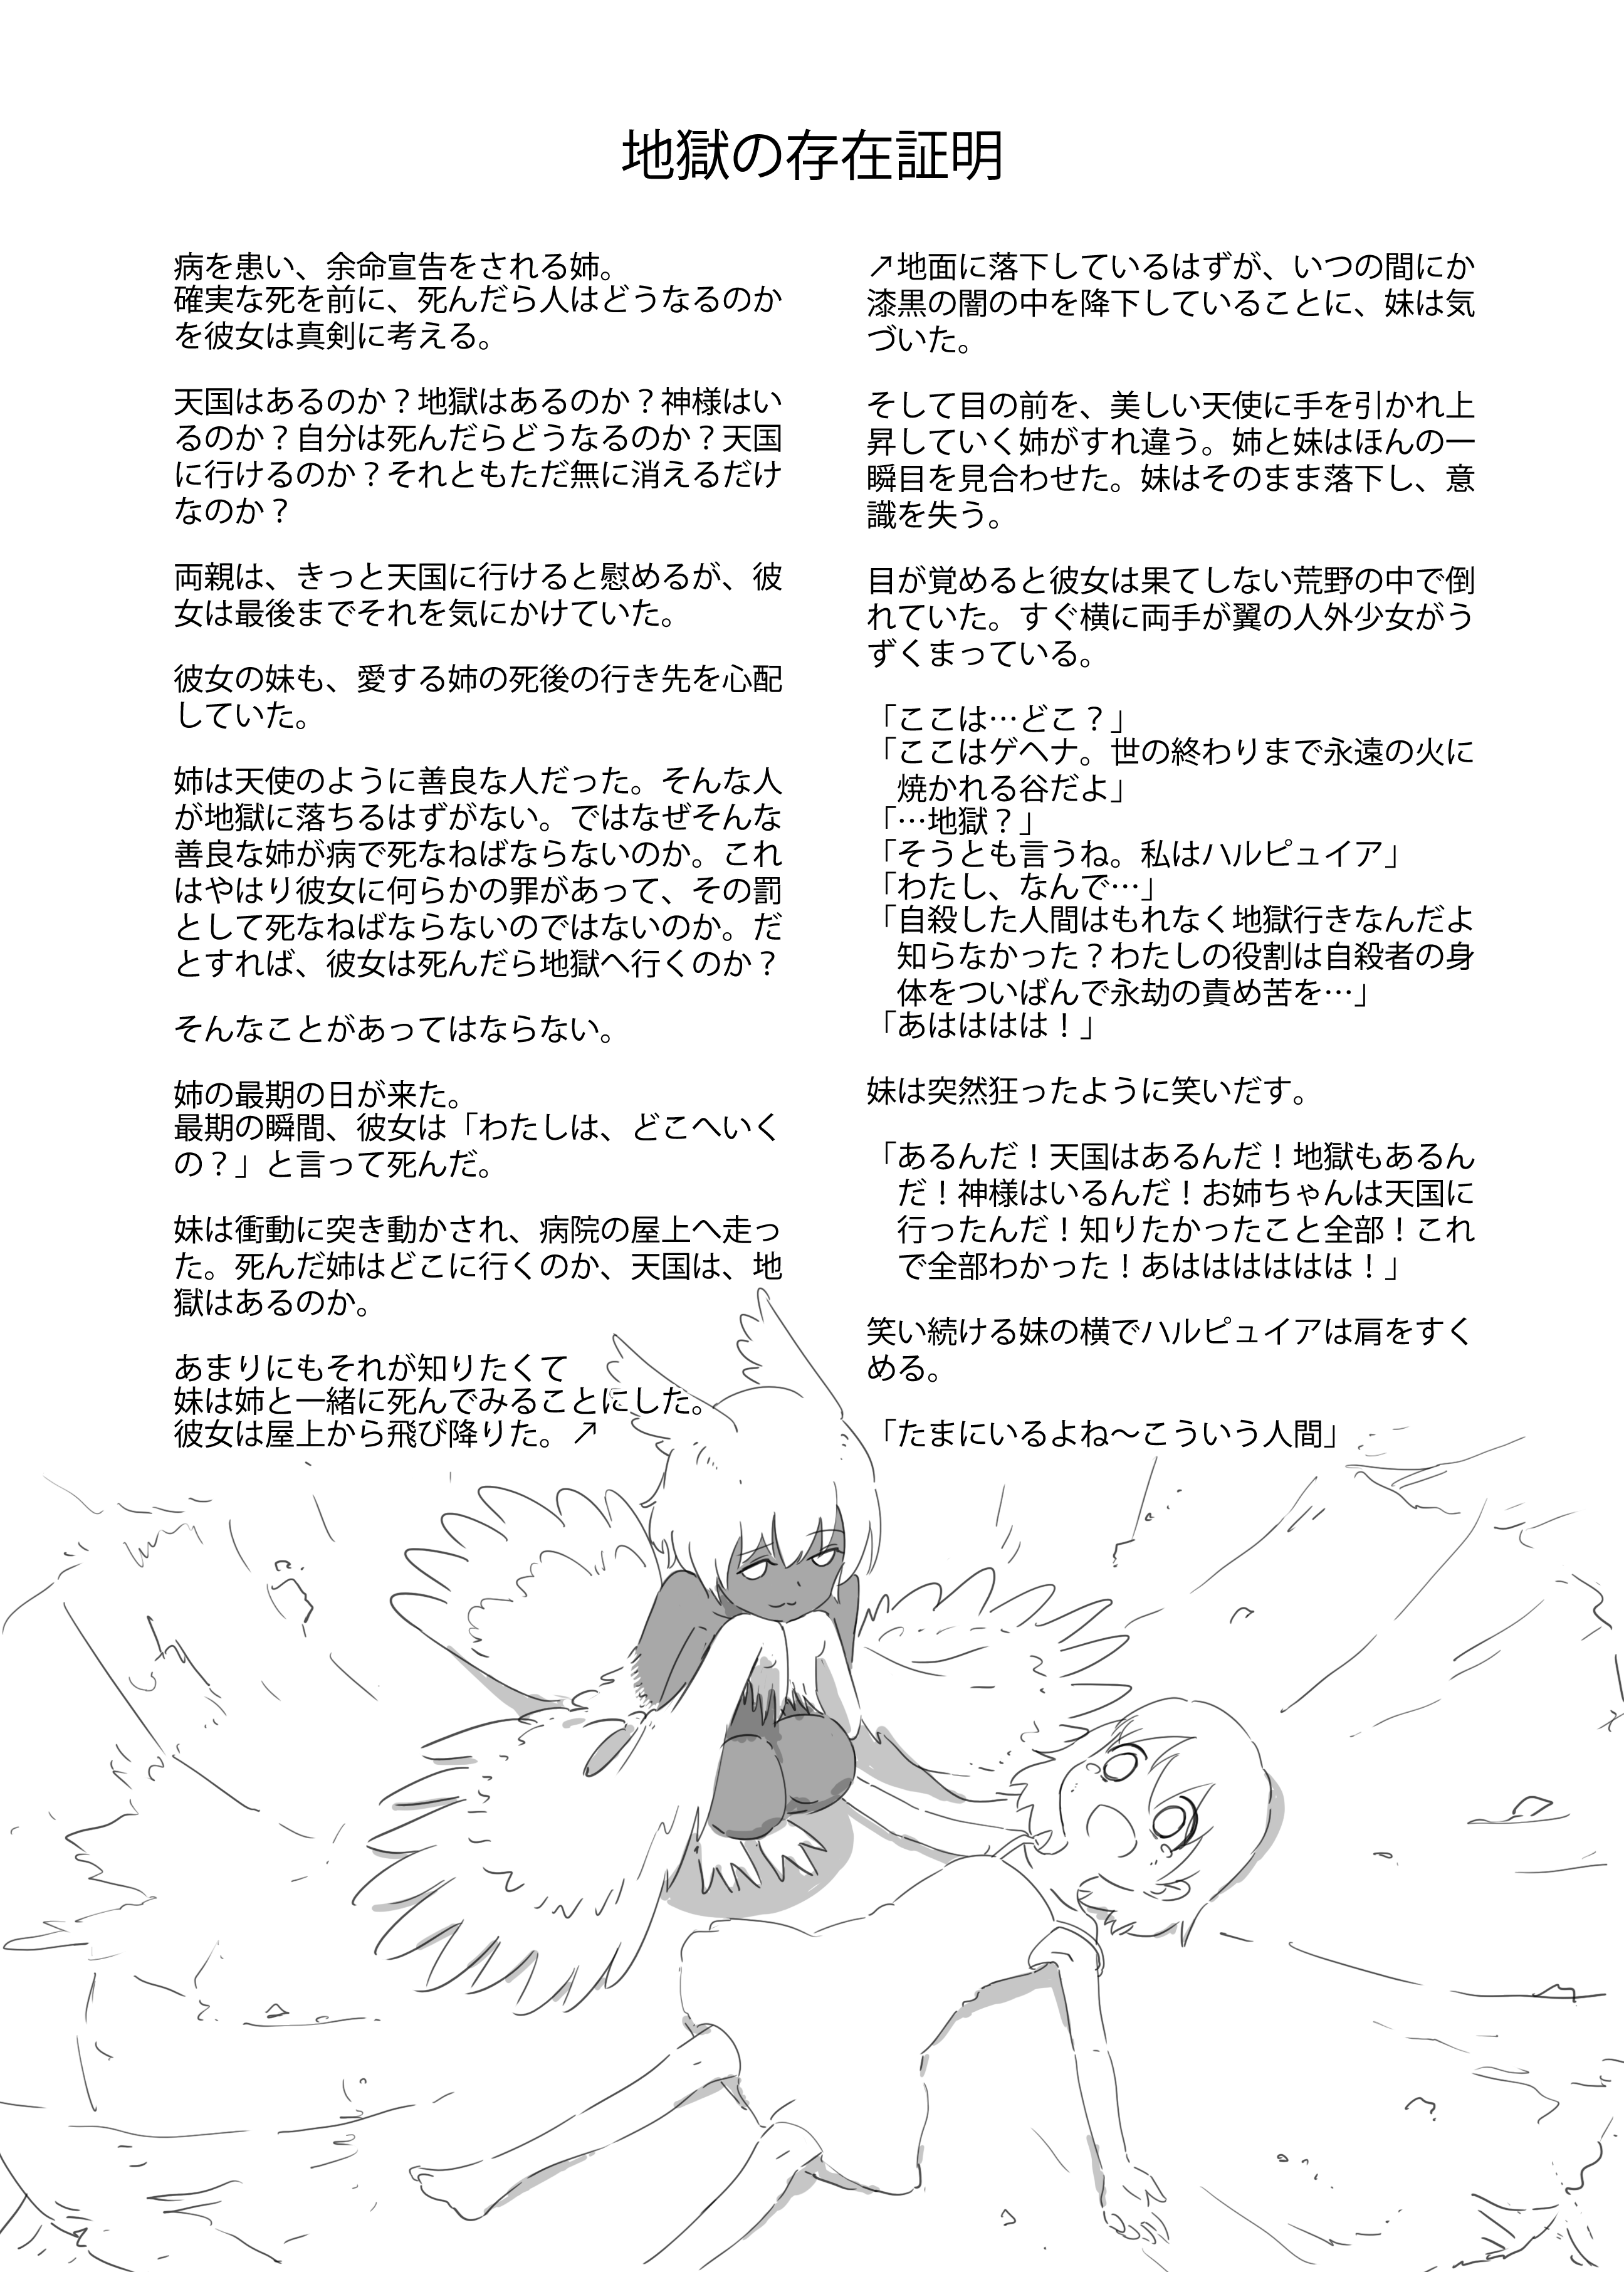 地獄の存在証明
病を患い、余命宣告をされる姉。
確実な死を前に、死んだら人はどうなるのか
を彼女は真剣に考える。
天国はあるのか？地獄はあるのか？神様はい
るのか？自分は死んだらどうなるのか？天国
に行けるのか？それともただ無に消えるだけ
なのか？
両親は、きっと天国に行けると慰めるが、彼
女は最後までそれを気にかけていた。
彼女の妹も、愛する姉の死後の行き先を心配
していた。
姉は天使のように善良な人だった。そんな人
が地獄に落ちるはずがない。ではなぜそんな
善良な姉が病で死なねばならないのか。これ
はやはり彼女に何らかの罪があって、その罰
として死なねばならないのではないのか。だ
とすれば、彼女は死んだら地獄へ行くのか？
そんなことがあってはならない。
姉の最期の日が来た。
最期の瞬間、彼女は「わたしは、どこへいく
の？」と言って死んだ。
妹は衝動に突き動かされ、病院の屋上へ走っ
た。死んだ姉はどこに行くのか、天国は、地
獄はあるのか。
あまりにもそれが知りたくて
妹は姉と一緒に死んでみることにした。
彼女は屋上から飛び降りた。↗
↗地面に落下しているはずが、いつの間にか
漆黒の闇の中を降下していることに、妹は気
づいた。
そして目の前を、美しい天使に手を引かれ上
昇していく姉がすれ違う。姉と妹はほんの一
瞬目を見合わせた。妹はそのまま落下し、意
識を失う。
目が覚めると彼女は果てしない荒野の中で倒
れていた。すぐ横に両手が翼の人外少女がう
ずくまっている。
「ここは…どこ？」
「ここはゲヘナ。世の終わりまで永遠の火に
焼かれる谷だよ」
「…地獄？」
「そうとも言うね。私はハルピュイア」
「わたし、なんで…」
「自殺した人間はもれなく地獄行きなんだよ
知らなかった？わたしの役割は自殺者の身
体をついばんで永劫の責め苦を…」
「あはははは！」
妹は突然狂ったように笑いだす。
「あるんだ！天国はあるんだ！地獄もあるん
だ！神様はいるんだ！お姉ちゃんは天国に
行ったんだ！知りたかったこと全部！これ
で全部わかった！あはははははは！」
笑い続ける妹の横でハルピュイアは肩をすく
める。
「たまにいるよね～こういう人間」